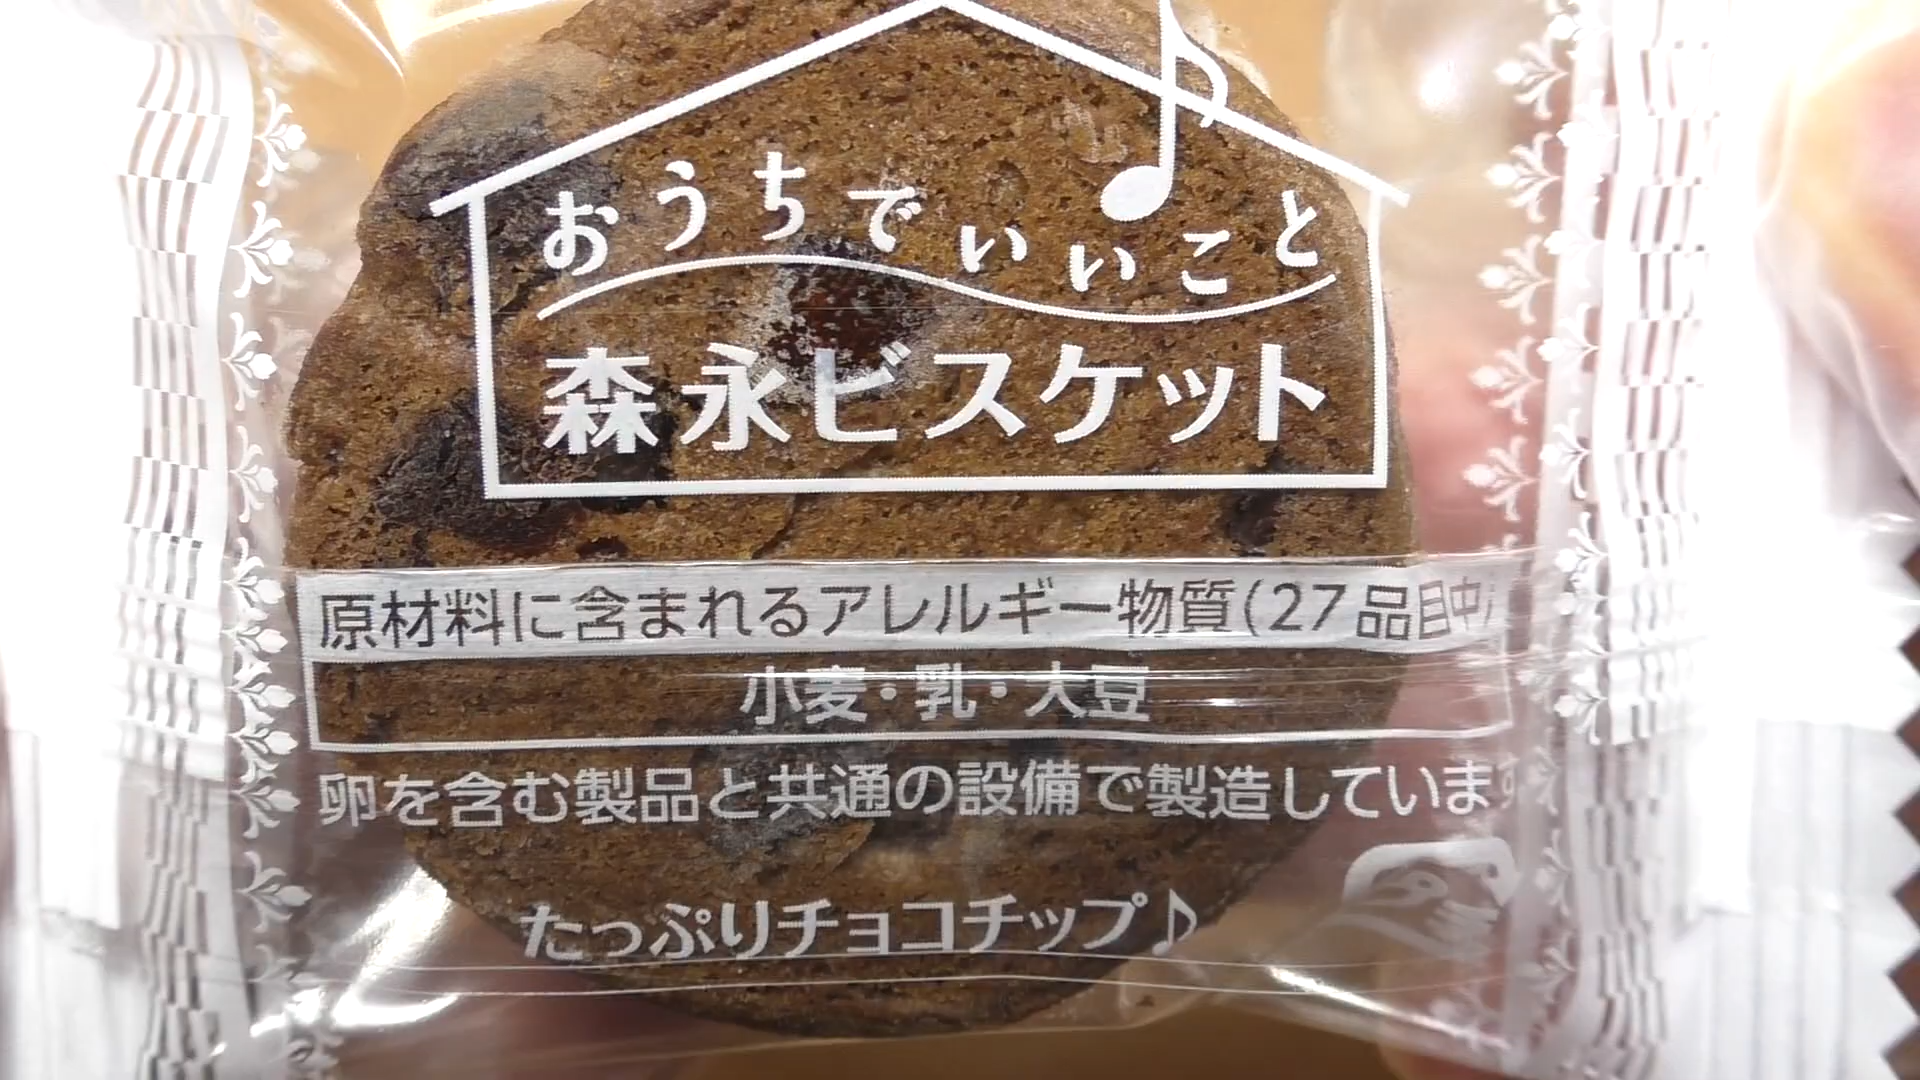 おうちでいいこと
森永ビスケット
原材料に含まれるアレルギー物質(27品目中)
小麦・乳・大豆
卵を含む製品と共通の設備で製造しています
たっぷりチョコチップ♪